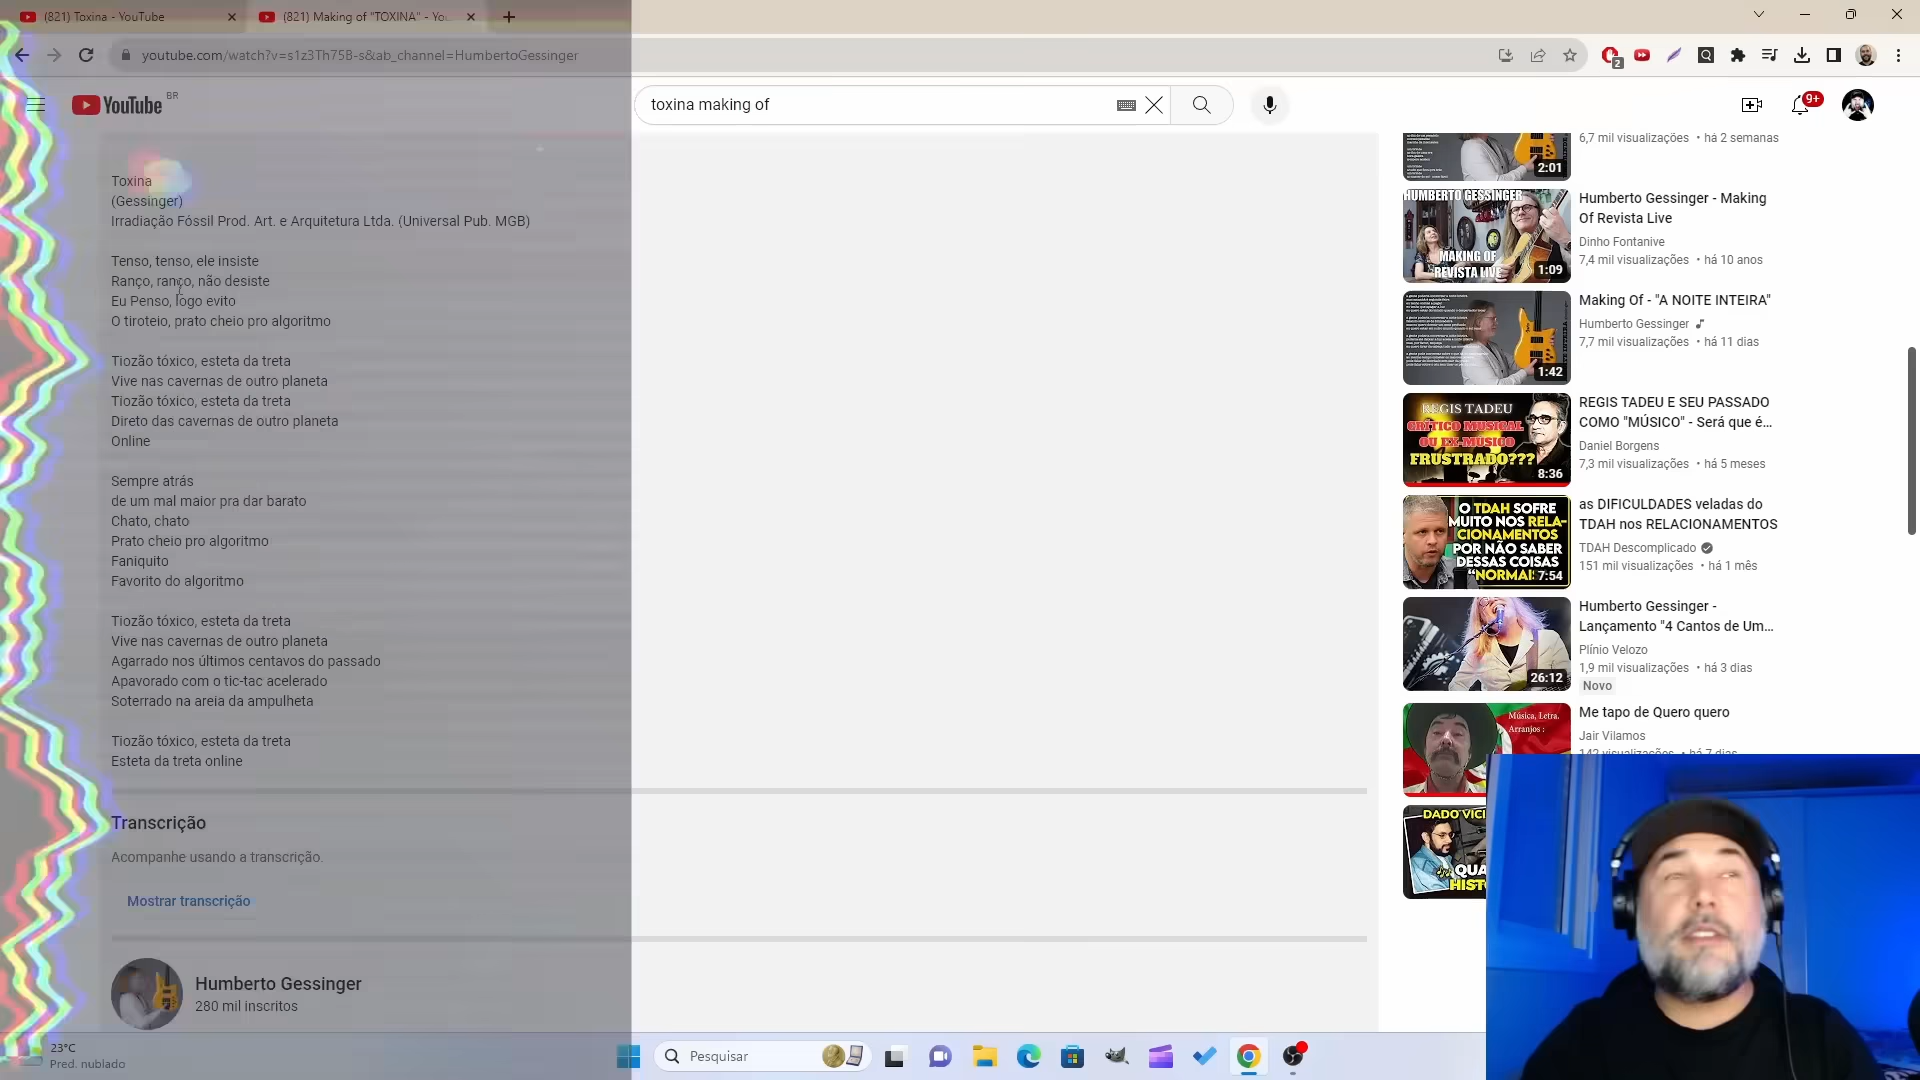 (821) Toxina - YouTube
(821) Making of "TOXINA" - Yo
youtube.com/watch?v=s1z3Th75B-s&ab_channel=HumbertoGessinger
2
YouTube BR
toxina making of
9+
Toxina
(Gessinger)
Irradiação Fóssil Prod. Art. e Arquitetura Ltda. (Universal Pub. MGB)
Tenso, tenso, ele insiste
Ranço, ranço, não desiste
Eu Penso, logo evito
O tiroteio, prato cheio pro algoritmo
Tiozão tóxico, esteta da treta
Vive nas cavernas de outro planeta
Tiozão tóxico, esteta da treta
Direto das cavernas de outro planeta
Online
Sempre atrás
de um mal maior pra dar barato
Chato, chato
Prato cheio pro algoritmo
Faniquito
Favorito do algoritmo
Tiozão tóxico, esteta da treta
Vive nas cavernas de outro planeta
Agarrado nos últimos centavos do passado
Apavorado com o tic-tac acelerado
Soterrado na areia da ampulheta
Tiozão tóxico, esteta da treta
Esteta da treta online
Transcrição
Acompanhe usando a transcrição.
Mostrar transcrição
Humberto Gessinger
280 mil inscritos
2:01
6,7 mil visualizações • há 2 semanas
HUMBERTO GESSINGER
MAKING OF
REVISTA LIVE
1:09
Humberto Gessinger - Making
Of Revista Live
Dinho Fontanive
7,4 mil visualizações • há 10 anos
1:42
Making Of - "A NOITE INTEIRA"
Humberto Gessinger
7,7 mil visualizações • há 11 dias
REGIS TADEU
CRÍTICO MUSICAL
OU EX-MÚSICO
FRUSTRADO???
8:36
REGIS TADEU E SEU PASSADO
COMO "MÚSICO" - Será que é...
Daniel Borgens
7,3 mil visualizações • há 5 meses
O TDAH SOFRE
MUITO NOS RELA-
CIONAMENTOS
POR NÃO SABER
DESSAS COISAS
"NORMAI
7:54
as DIFICULDADES veladas do
TDAH nos RELACIONAMENTOS
TDAH Descomplicado
151 mil visualizações • há 1 mês
26:12
Humberto Gessinger -
Lançamento "4 Cantos de Um...
Plínio Velozo
1,9 mil visualizações • há 3 dias
Novo
Música, Letra.
Arranjos :
Me tapo de Quero quero
Jair Vilamos
142 visualizações • há 7 dias
DADO VICI
QUA
HIST
23°C
Pred. nublado
Pesquisar